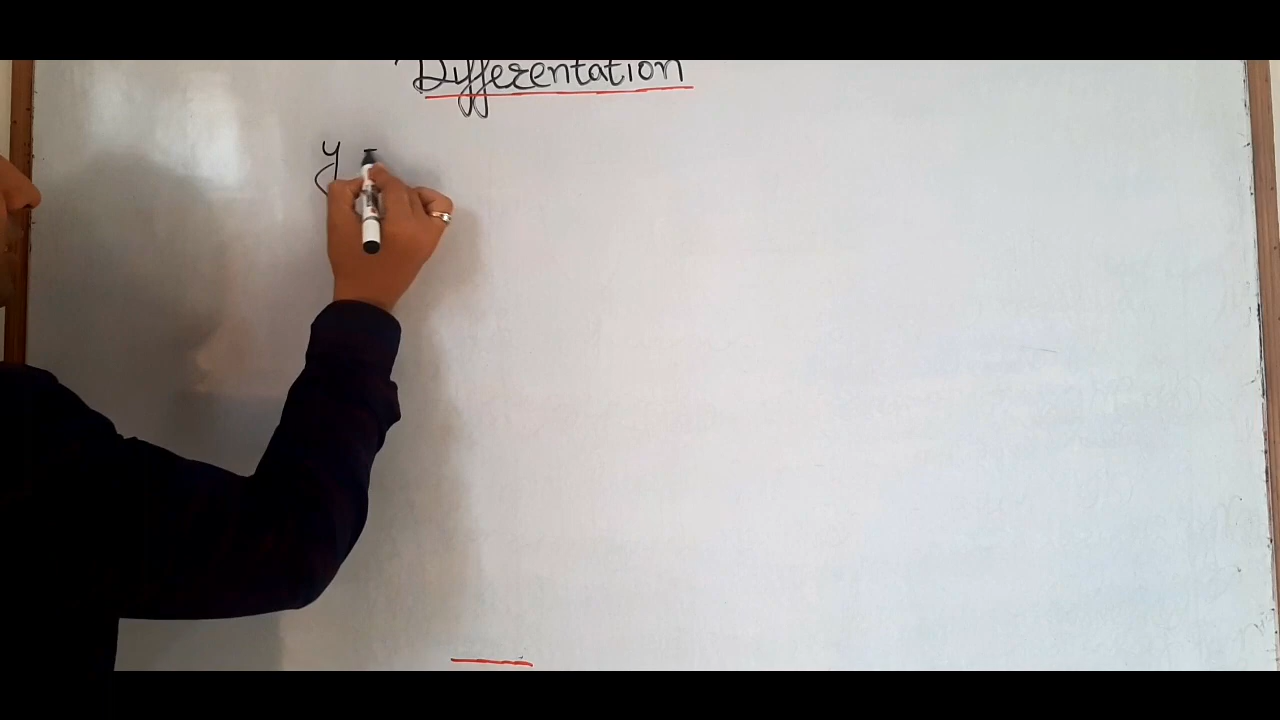 Differentation
y =